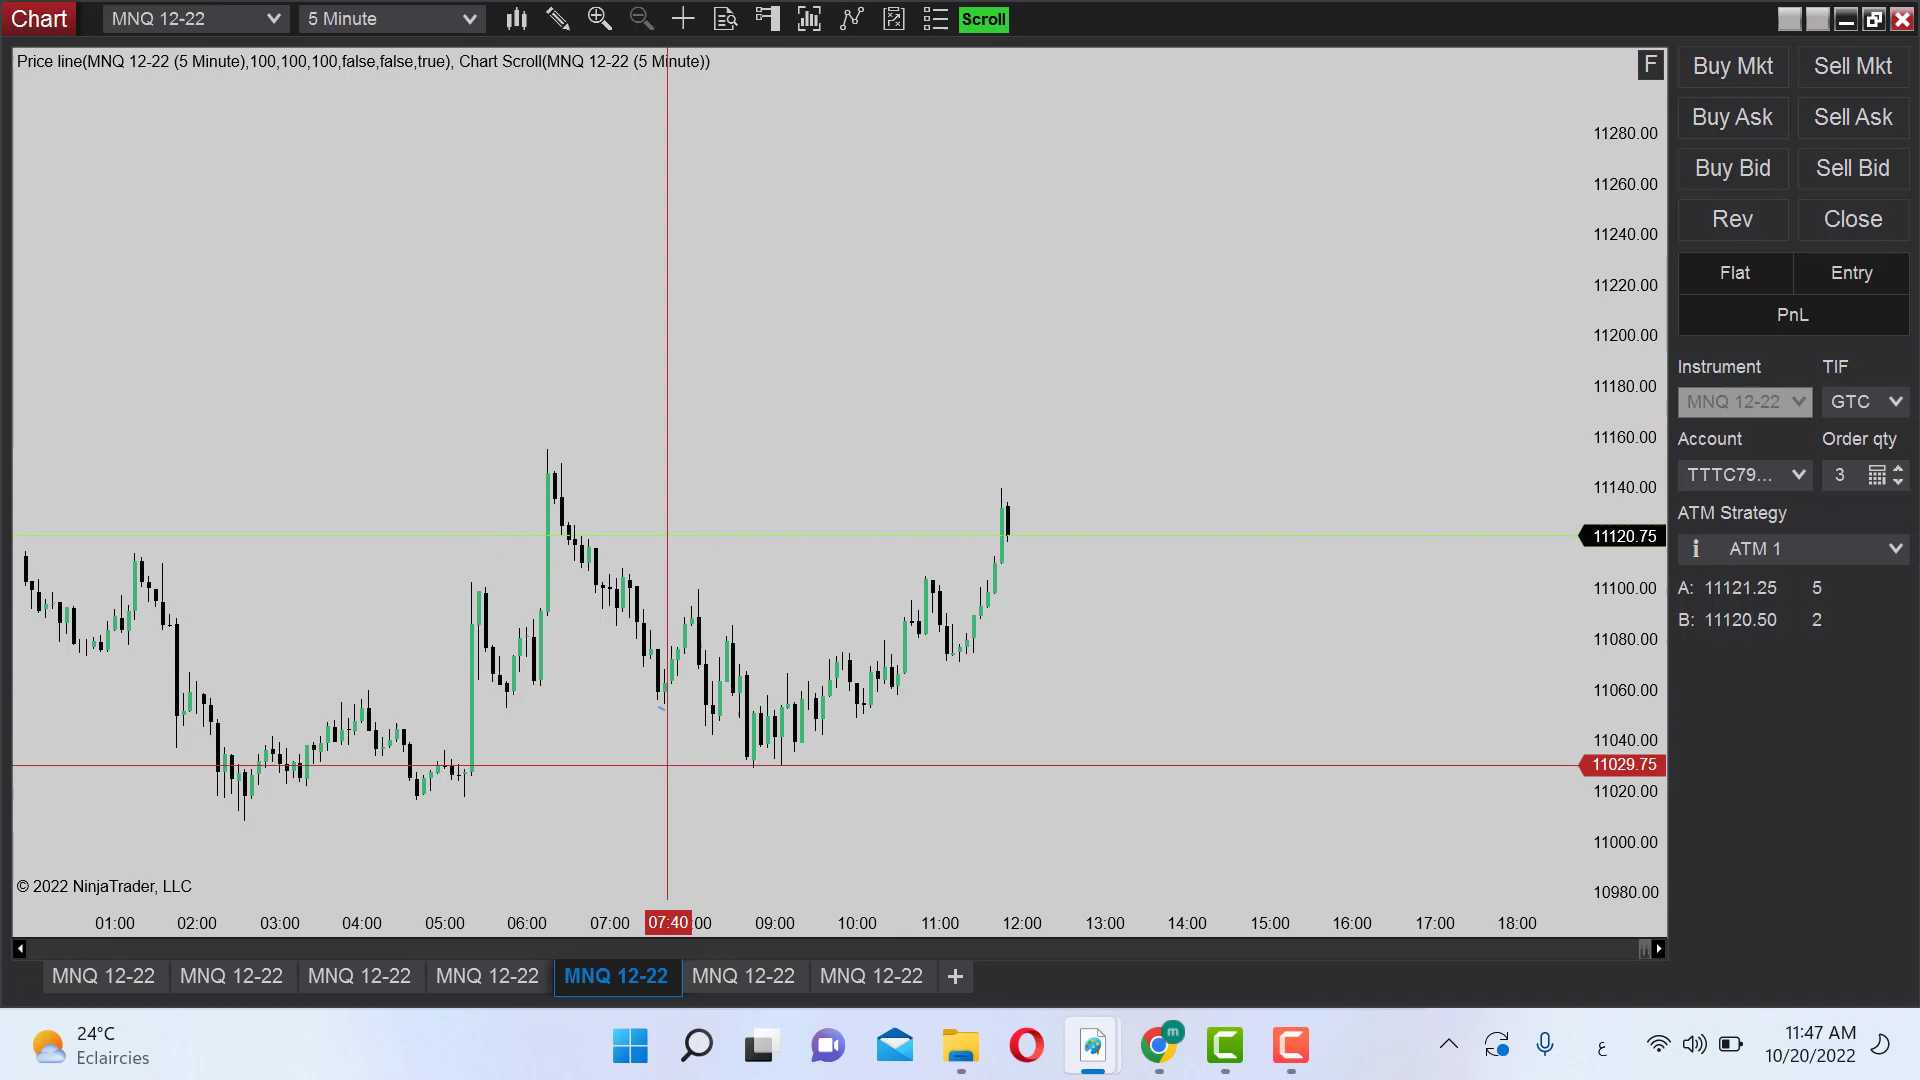 Chart MNQ 12-22 5 Minute Scroll
Price line(MNQ 12-22 (5 Minute),100,100,100,false,false,true), Chart Scroll(MNQ 12-22 (5 Minute))
F
11280.00
11260.00
11240.00
11220.00
11200.00
11180.00
11160.00
11140.00
11120.75
11100.00
11080.00
11060.00
11040.00
11029.75
11020.00
11000.00
10980.00
© 2022 NinjaTrader, LLC
01:00 02:00 03:00 04:00 05:00 06:00 07:00 07:40 :00 09:00 10:00 11:00 12:00 13:00 14:00 15:00 16:00 17:00 18:00
MNQ 12-22 MNQ 12-22 MNQ 12-22 MNQ 12-22 MNQ 12-22 MNQ 12-22 MNQ 12-22 +
Buy Mkt Sell Mkt
Buy Ask Sell Ask
Buy Bid Sell Bid
Rev Close
Flat Entry
PnL
Instrument TIF
MNQ 12-22 GTC
Account Order qty
TTTC79... 3
ATM Strategy
i ATM 1
A: 11121.25 5
B: 11120.50 2
24°C
Eclaircies
m
ع
11:47 AM
10/20/2022